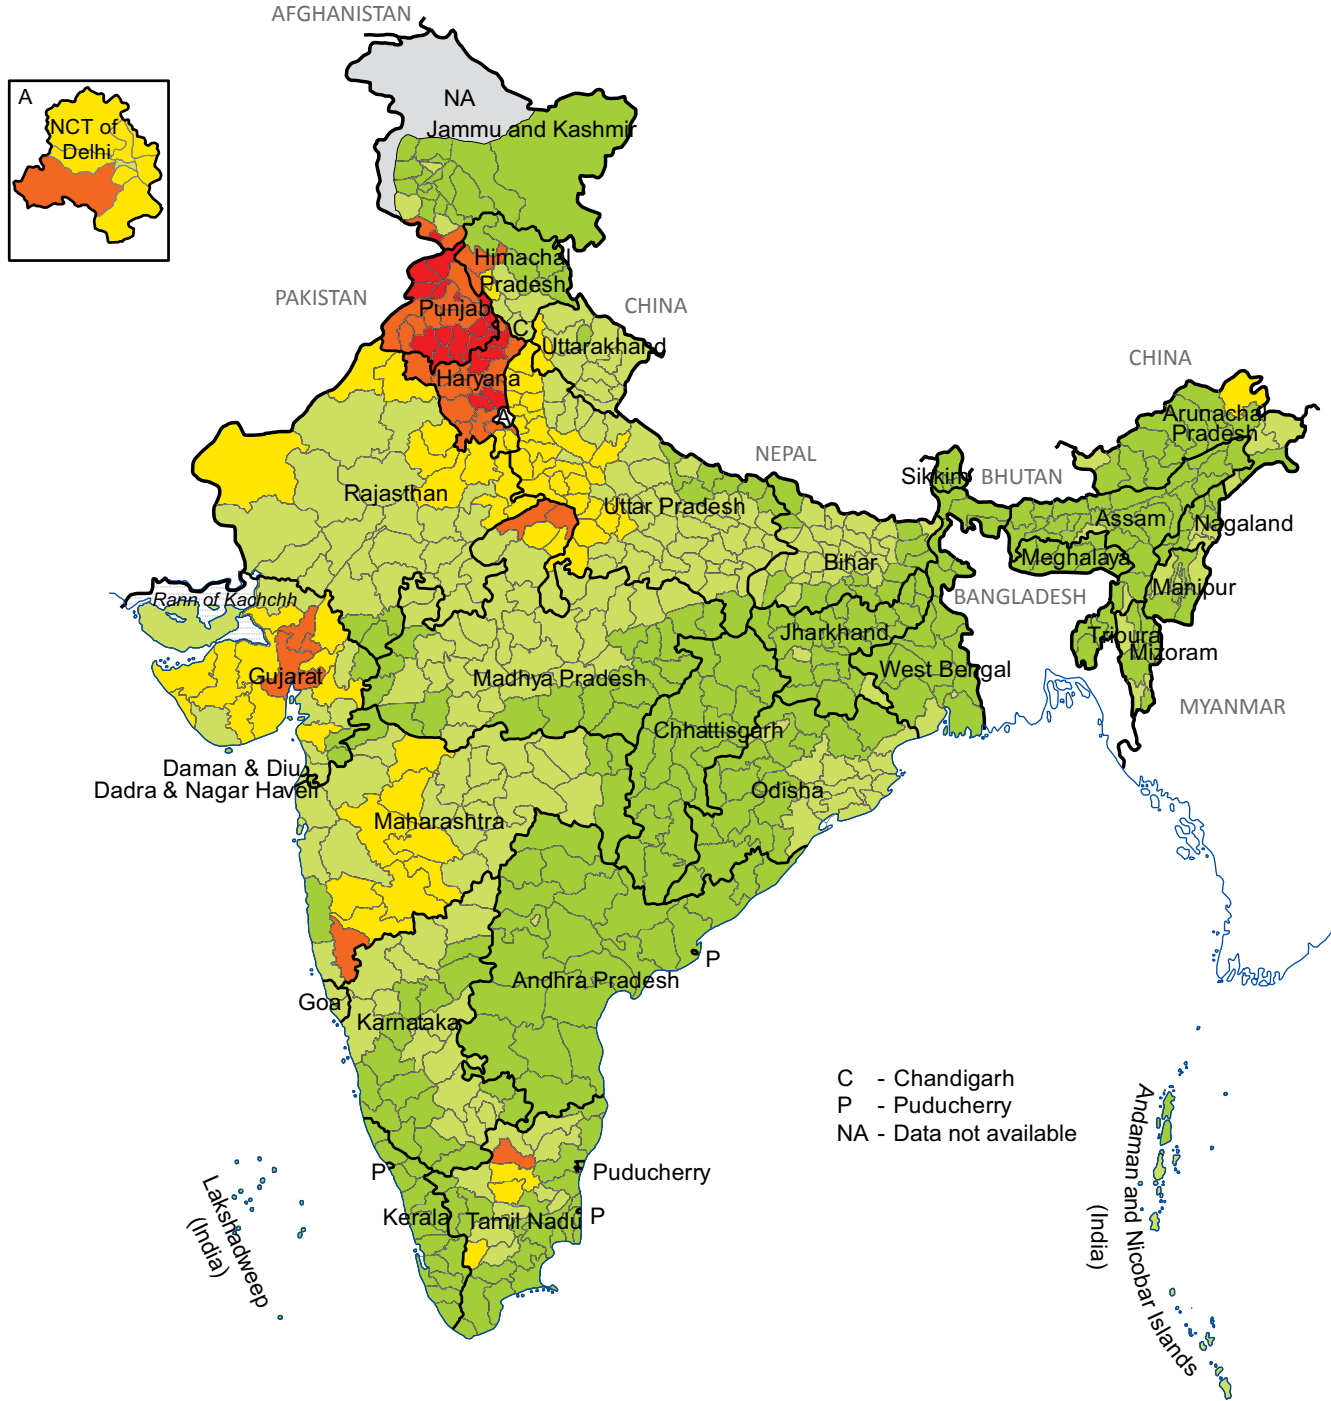 AFGHANISTAN
A
NCT of
Delhi
NA
Jammu and Kashmir
Himachal
Pradesh
PAKISTAN
Punjab
CHINA
C
Uttarakhand
CHINA
Haryana
A
Arunachal
Pradesh
NEPAL
Sikkim
BHUTAN
Rajasthan
Uttar Pradesh
Assam
Nagaland
Bihar
Meghalaya
Manipur
Rann of Kachchh
BANGLADESH
Jharkhand
Tripura
Mizoram
Gujarat
Madhya Pradesh
West Bengal
MYANMAR
Chhattisgarh
Daman & Diu
Dadra & Nagar Haveli
Odisha
Maharashtra
P
Andhra Pradesh
Goa
Karnataka
C - Chandigarh
P - Puducherry
NA - Data not available
P
Puducherry
Kerala
Tamil Nadu
P
Lakshadweep
(India)
Andaman and Nicobar Islands
(India)